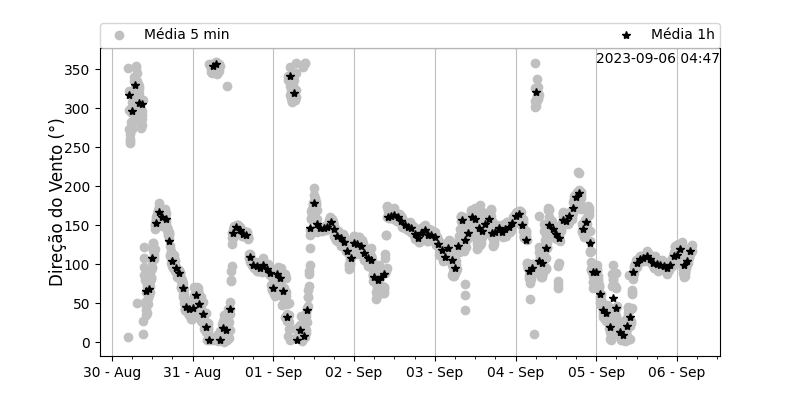 Média 5 min
Média 1h
2023-09-06 04:47
Direção do Vento (°)
350
300
250
200
150
100
50
0
30 - Aug
31 - Aug
01 - Sep
02 - Sep
03 - Sep
04 - Sep
05 - Sep
06 - Sep